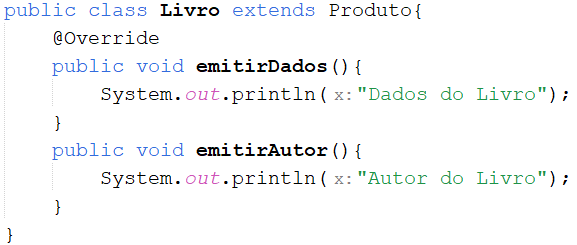 public class Livro extends Produto{
    @Override
    public void emitirDados(){
        System.out.println( x: "Dados do Livro");
    }
    public void emitirAutor(){
        System.out.println( x: "Autor do Livro");
    }
}